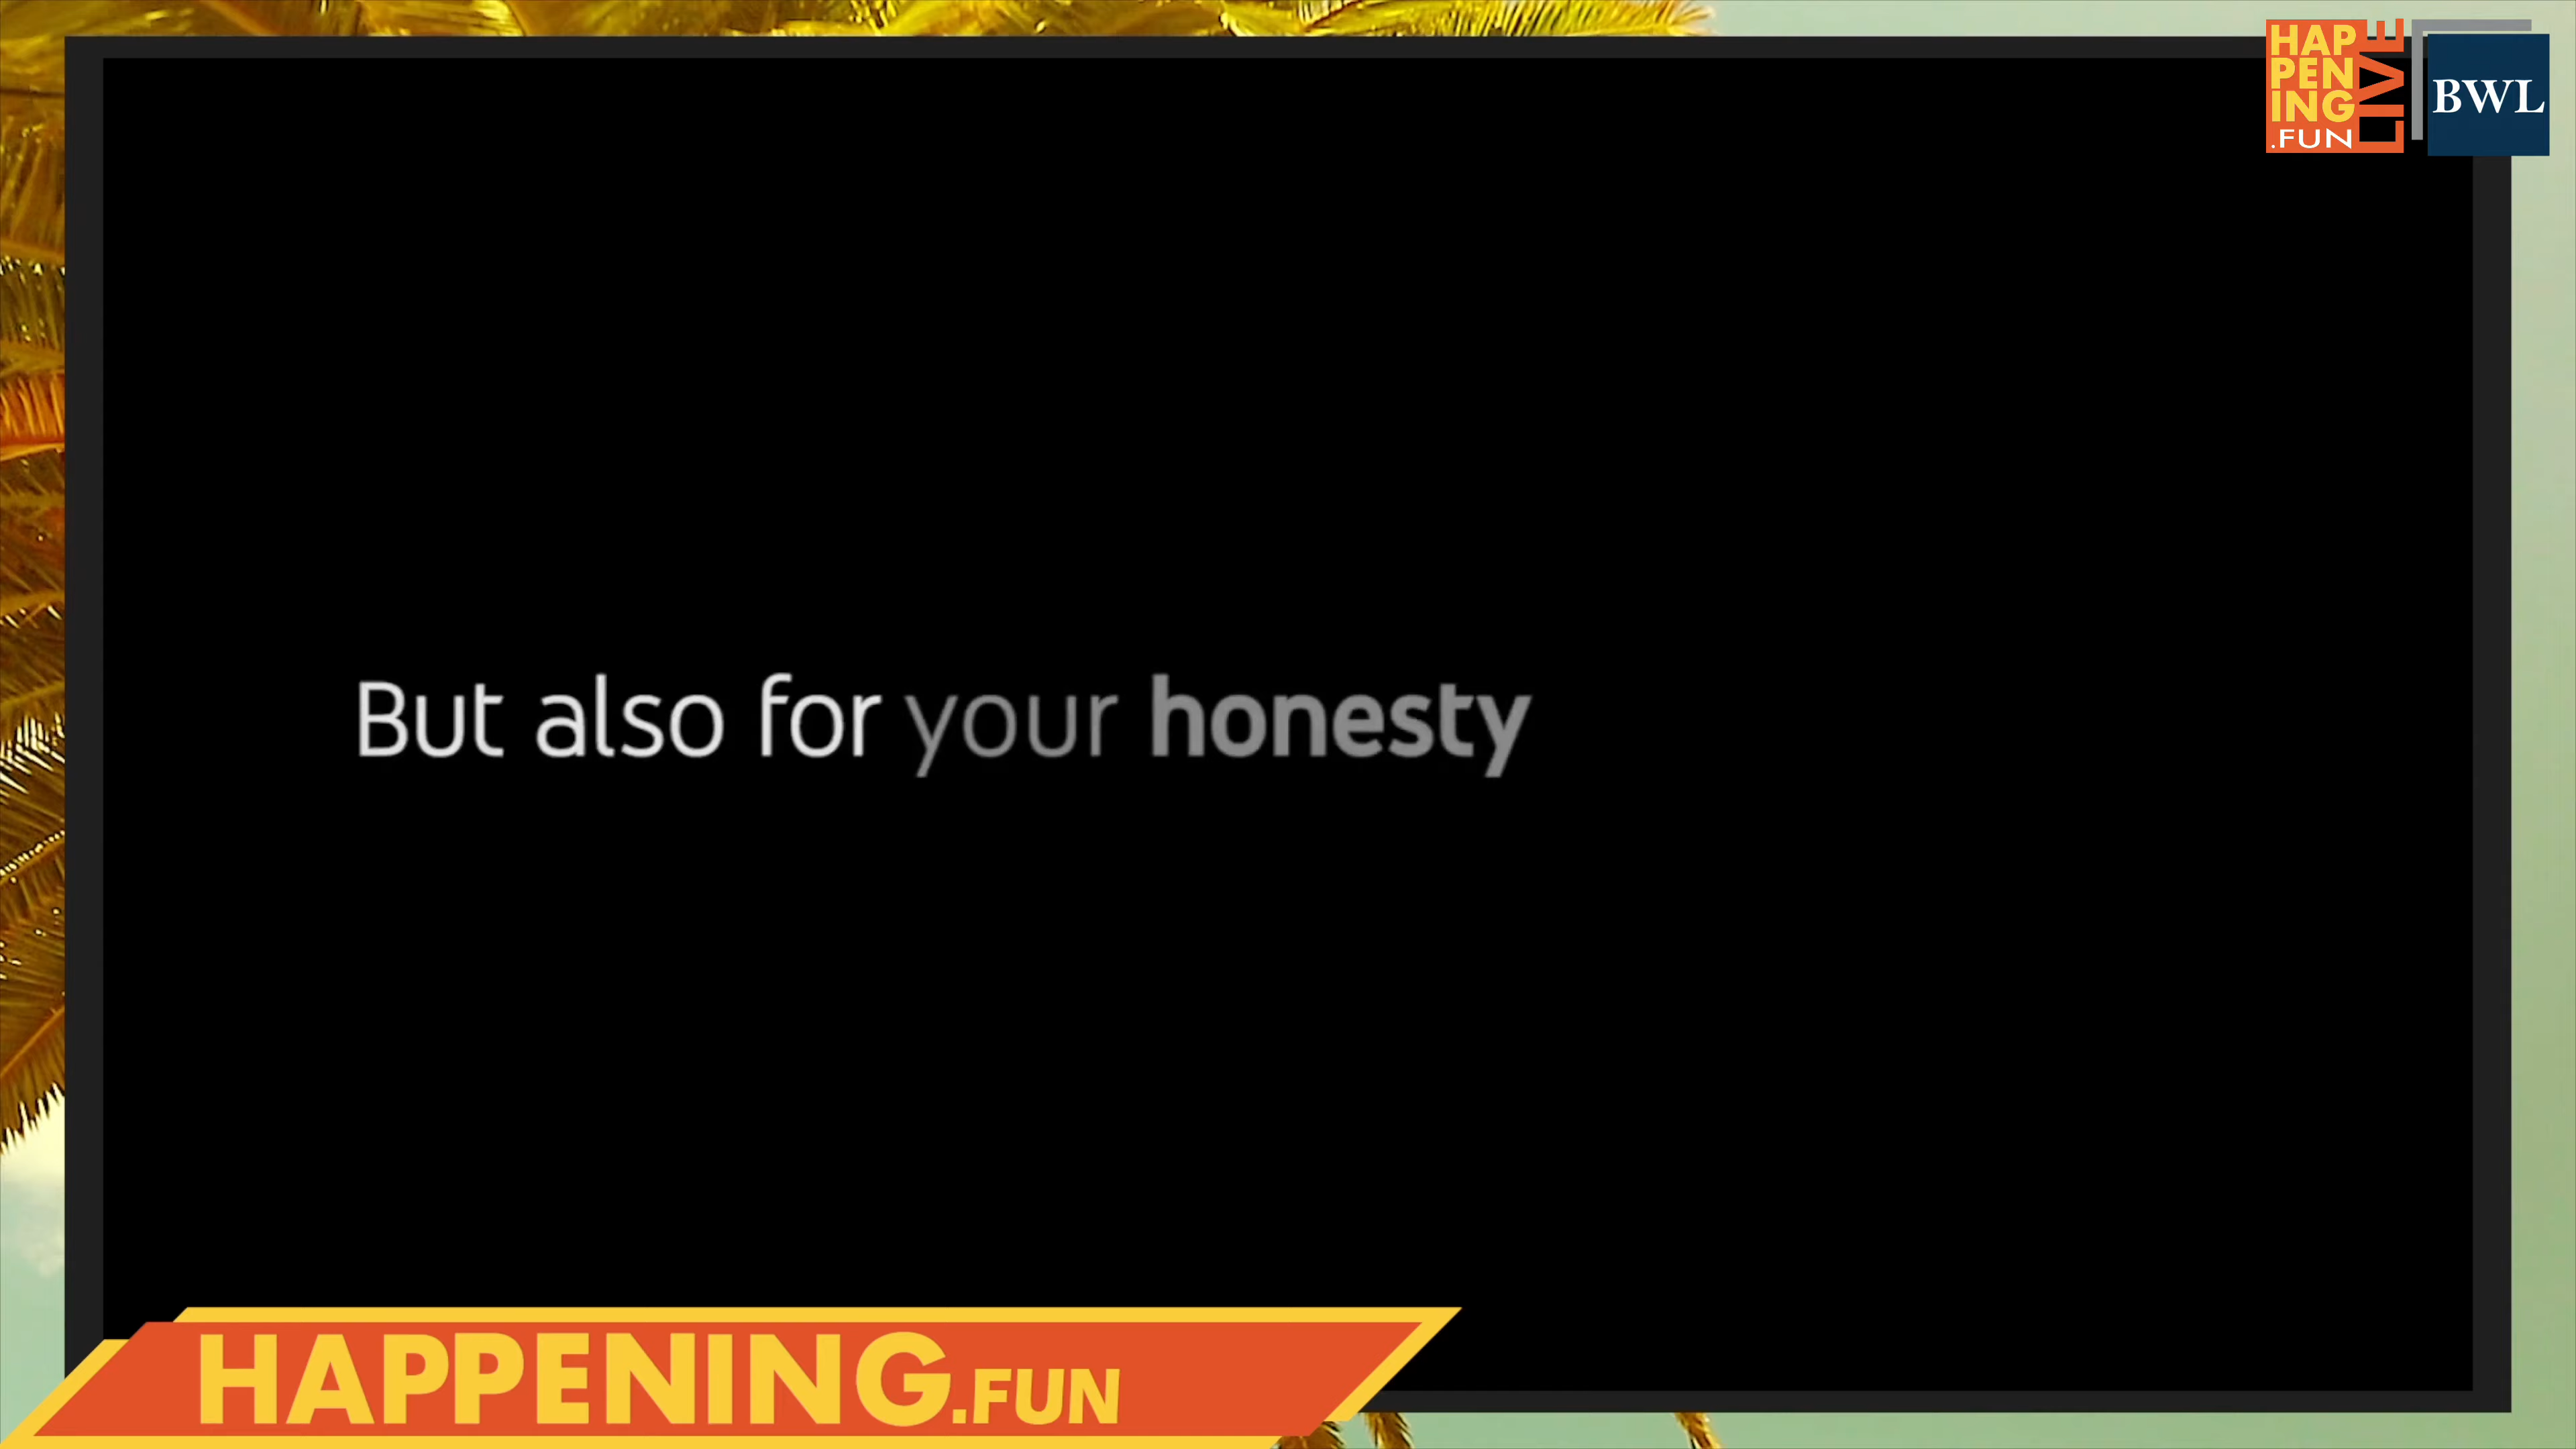 HAP
PEN
ING
.FUN
LIVE
BWL
But also for your honesty
HAPPENING.FUN